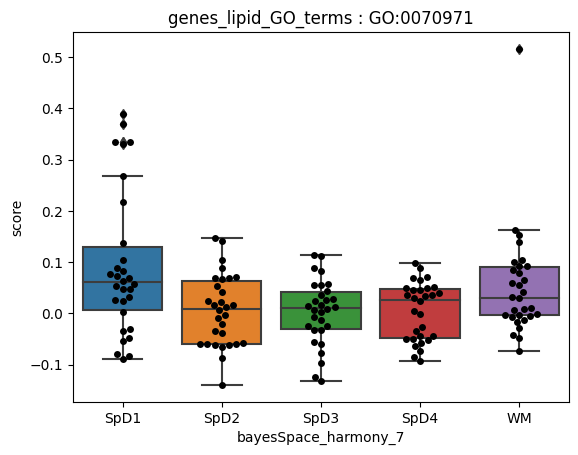 genes_lipid_GO_terms : GO:0070971
score
0.5
0.4
0.3
0.2
0.1
0.0
−0.1
SpD1 SpD2 SpD3 SpD4 WM
bayesSpace_harmony_7